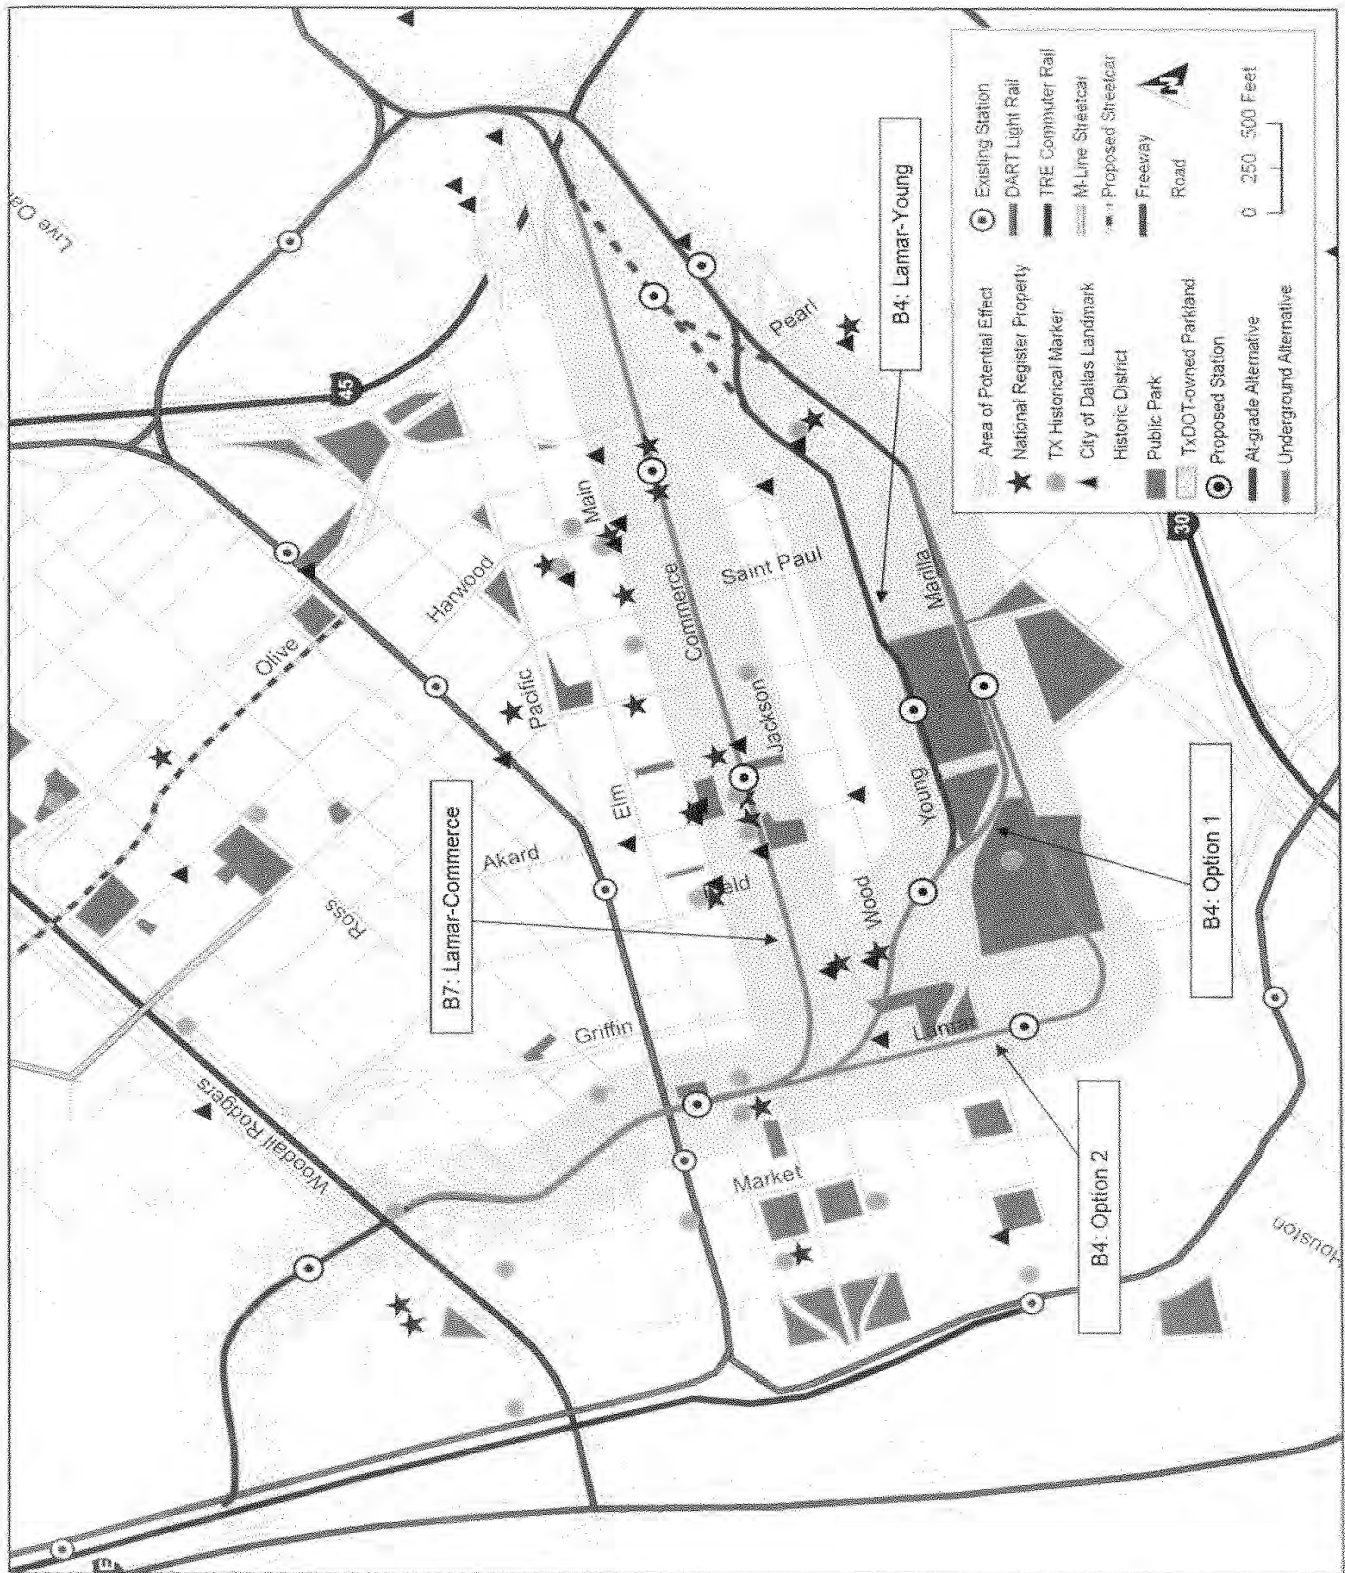 Live Oa
45
Olive
Harwood
Main
Pacific
Elm
Commerce
Saint Paul
Pearl
Jackson
Akard
Ross
Field
Wood
Young
Marilla
Griffin
Lamar
Market
Woodall Rodgers
Houston
30
E
B7: Lamar-Commerce
B4: Lamar-Young
B4: Option 1
B4: Option 2
Area of Potential Effect
National Register Property
TX Historical Marker
City of Dallas Landmark
Historic District
Public Park
TxDOT-owned Parkland
Proposed Station
At-grade Alternative
Underground Alternative
Existing Station
DART Light Rail
TRE Commuter Rail
M-Line Streetcar
Proposed Streetcar
Freeway
Road
N
0 250 500 Feet